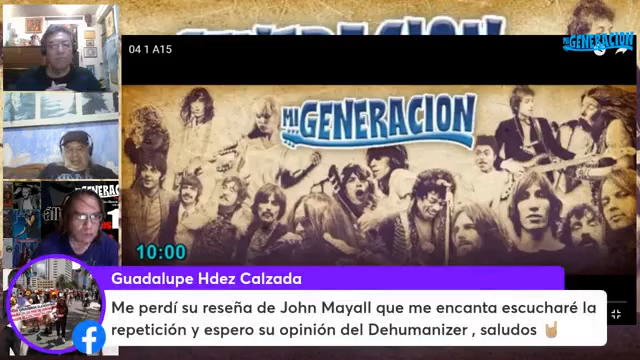 04 1 A15
MI GENERACION
MI GENERACION
10:00
Guadalupe Hdez Calzada
Me perdí su reseña de John Mayall que me encanta escucharé la
repetición y espero su opinión del Dehumanizer , saludos 🤘🏼